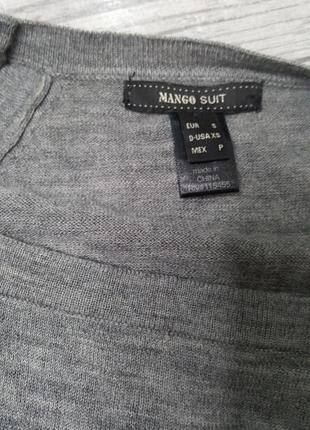 MANGO SUIT
EUR S
D-USA XS
MEX P
made in
CHINA